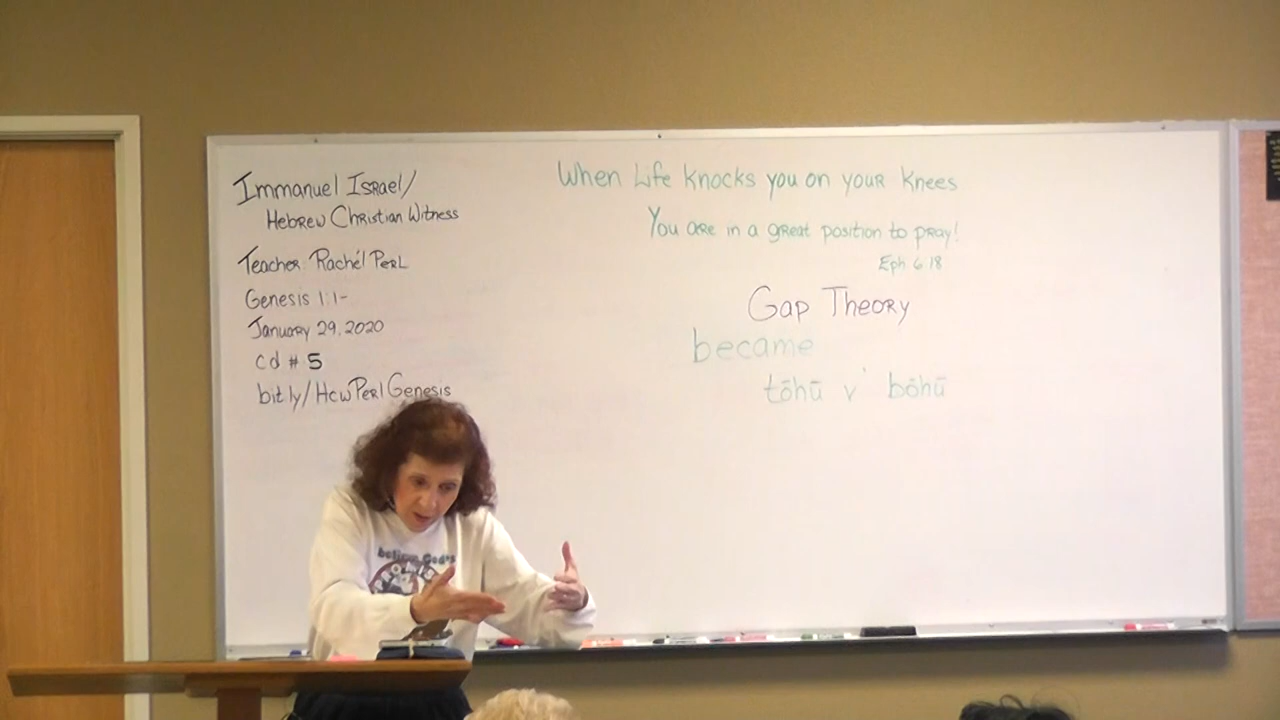 Immanuel Israel/
Hebrew Christian Witness
Teacher Rachél Perl
Genesis 1:1-
January 29, 2020
cd # 5
bit.ly/HcwPerlGenesis
When Life Knocks you on your Knees
You are in a great position to pray!
Eph 6:18
Gap Theory
became
tōhū v' bōhū
believe God's